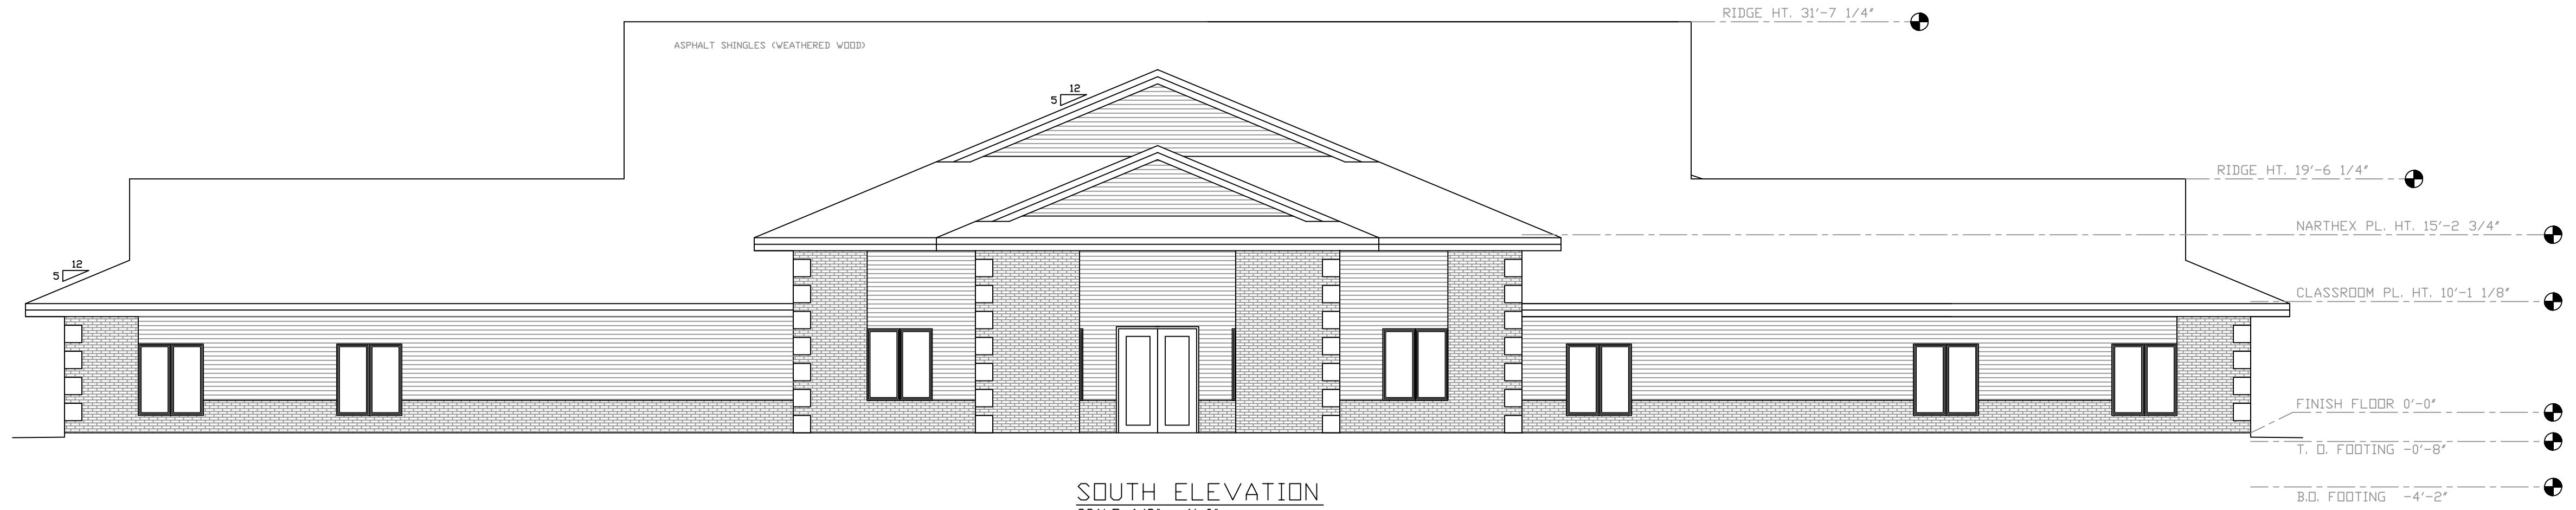 RIDGE HT. 31'-7 1/4"
ASPHALT SHINGLES (WEATHERED WOOD)
12
5
RIDGE HT. 19'-6 1/4"
NARTHEX PL. HT. 15'-2 3/4"
12
5
CLASSROOM PL. HT. 10'-1 1/8"
FINISH FLOOR 0'-0"
T. O. FOOTING -0'-8"
SOUTH ELEVATION
B.O. FOOTING -4'-2"